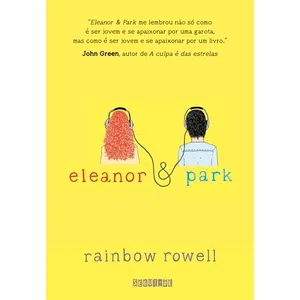 "Eleanor & Park me lembrou não só como
é ser jovem e se apaixonar por uma garota,
mas como é ser jovem e se apaixonar por um livro."
John Green, autor de A culpa é das estrelas
eleanor & park
rainbow rowell